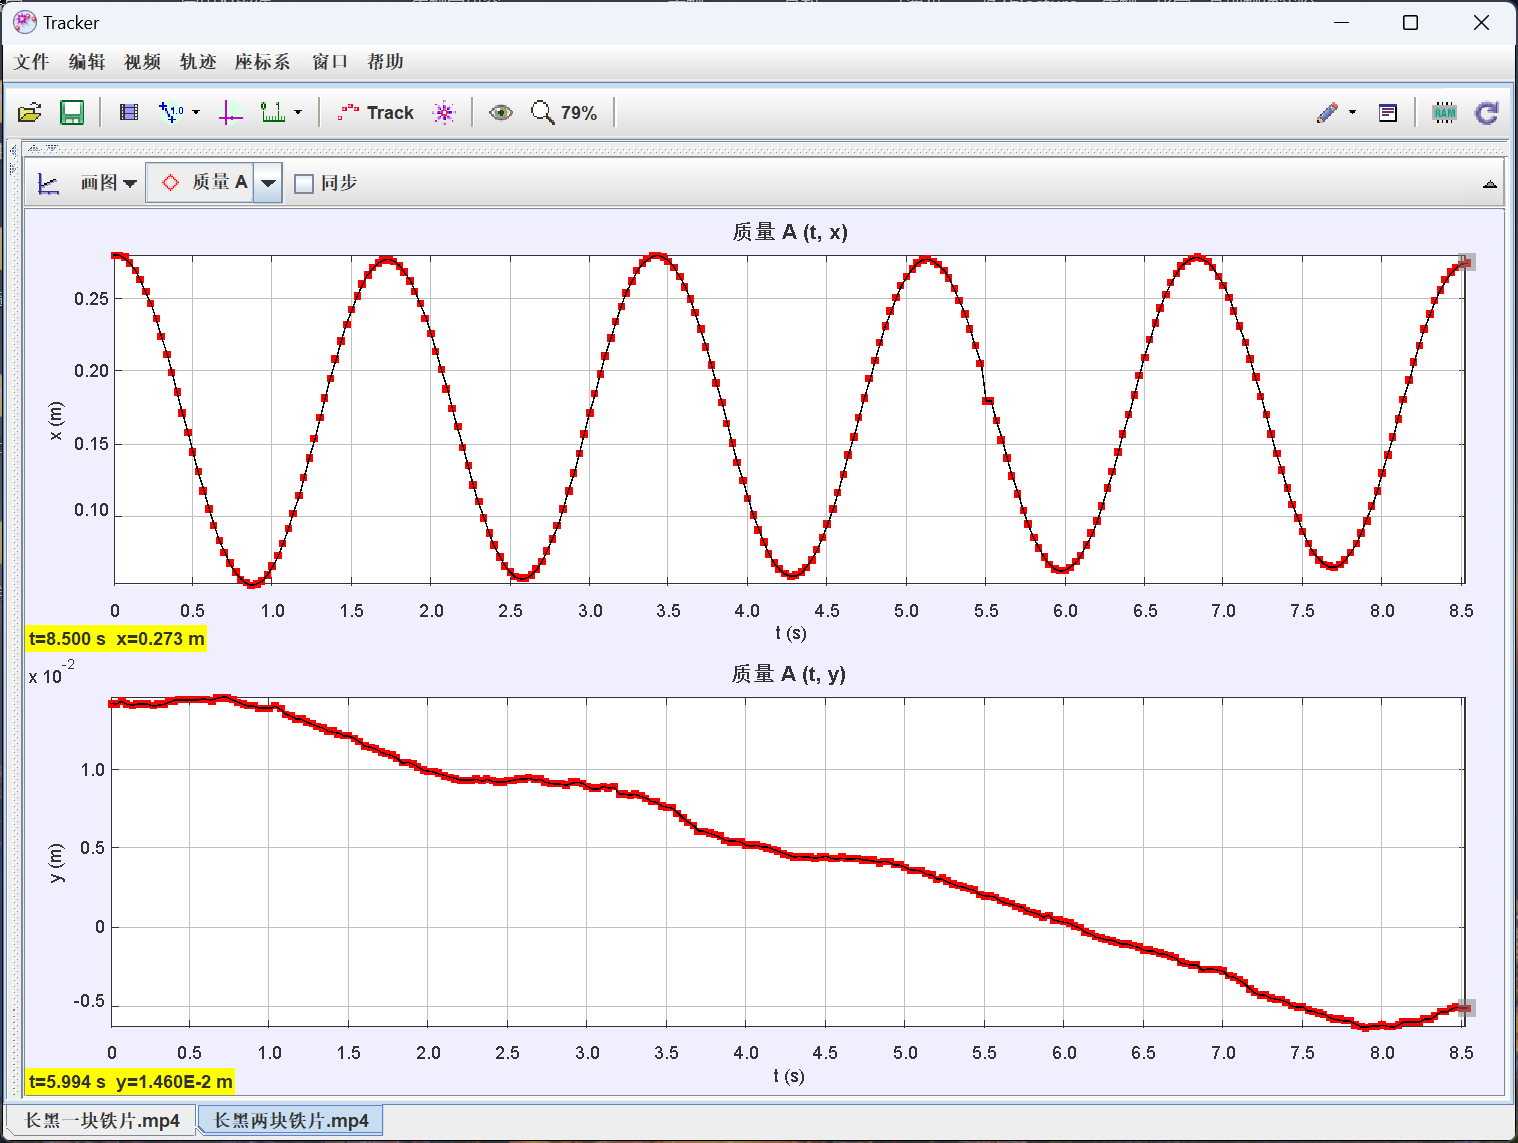 Tracker
文件 编辑 视频 轨迹 座标系 窗口 帮助
Track 79% RAM
画图 质量 A 同步
质量 A (t, x)
0.25
0.20
0.15
0.10
x (m)
0 0.5 1.0 1.5 2.0 2.5 3.0 3.5 4.0 4.5 5.0 5.5 6.0 6.5 7.0 7.5 8.0 8.5
t (s)
t=8.500 s x=0.273 m
质量 A (t, y)
x 10-2
1.0
0.5
0
-0.5
y (m)
0 0.5 1.0 1.5 2.0 2.5 3.0 3.5 4.0 4.5 5.0 5.5 6.0 6.5 7.0 7.5 8.0 8.5
t (s)
t=5.994 s y=1.460E-2 m
长黑一块铁片.mp4 长黑两块铁片.mp4